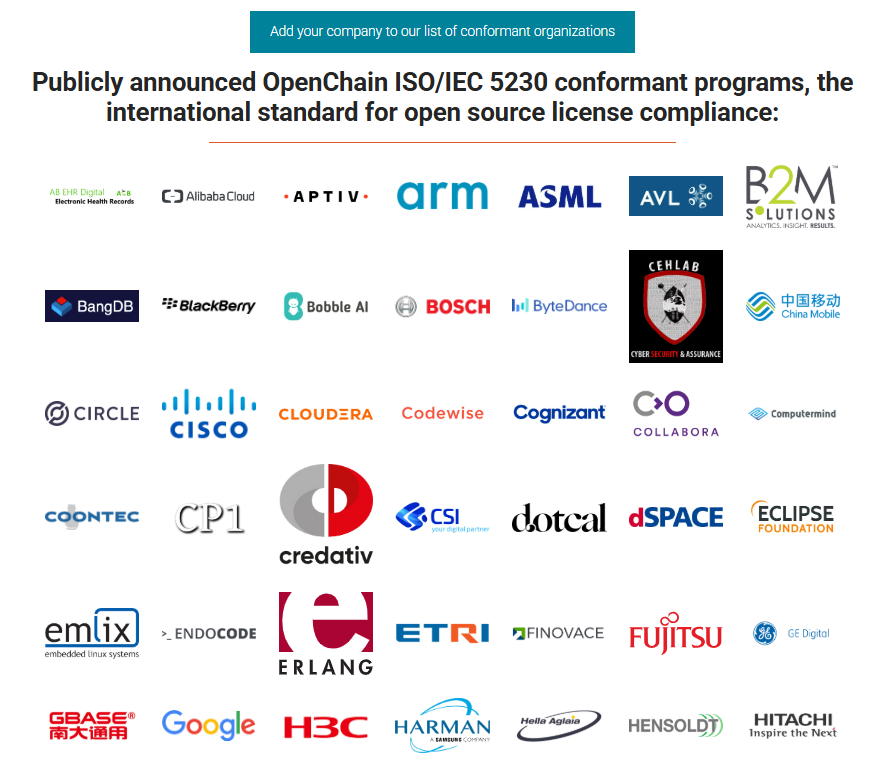 Add your company to our list of conformant organizations
Publicly announced OpenChain ISO/IEC 5230 conformant programs, the
international standard for open source license compliance:
AB EHR Digital
Electronic Health Records
Alibaba Cloud
APTIV
arm
ASML
AVL
B2M™
SOLUTIONS
ANALYTICS. INSIGHT. RESULTS.
BangDB
BlackBerry
Bobble AI
BOSCH
ByteDance
CEHLAB
CYBER SECURITY & ASSURANCE
中国移动
China Mobile
CIRCLE
CISCO
CLOUDERA
Codewise
Cognizant
COLLABORA
Computermind
COONTEC
CP1
credativ
CSI
your digital partner
dotcal
dSPACE
ECLIPSE
FOUNDATION
emlix
embedded linux systems
>_ ENDOCODE
e
ERLANG
ETRI
FINOVACE
FUJITSU
GE
GE Digital
GBASE®
南大通用
Google
H3C
HARMAN
A SAMSUNG COMPANY
Hella Aglaia
HENSOLDT
HITACHI
Inspire the Next